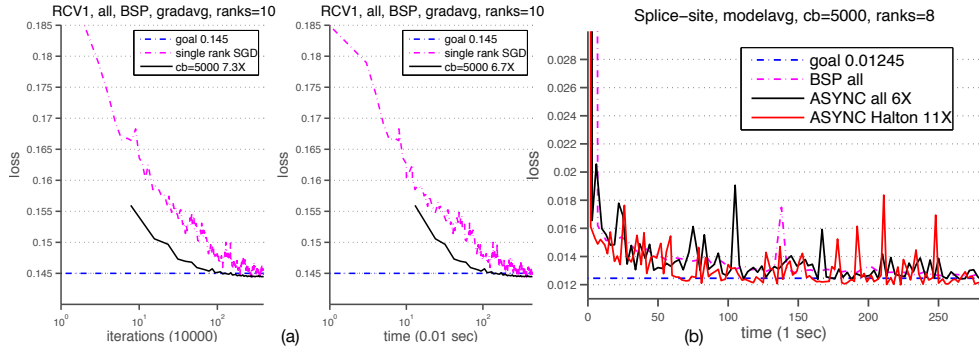 RCV1, all, BSP, gradavg, ranks=10
0.185
0.18
0.175
0.17
0.165
0.16
0.155
0.15
0.145
loss
goal 0.145
single rank SGD
cb=5000 7.3X
10^0
10^1
10^2
iterations (10000)
(a)
RCV1, all, BSP, gradavg, ranks=10
0.185
0.18
0.175
0.17
0.165
0.16
0.155
0.15
0.145
loss
goal 0.145
single rank SGD
cb=5000 6.7X
10^0
10^1
10^2
time (0.01 sec)
Splice-site, modelavg, cb=5000, ranks=8
0.028
0.026
0.024
0.022
0.02
0.018
0.016
0.014
0.012
loss
goal 0.01245
BSP all
ASYNC all 6X
ASYNC Halton 11X
0
50
100
150
200
250
(b)
time (1 sec)